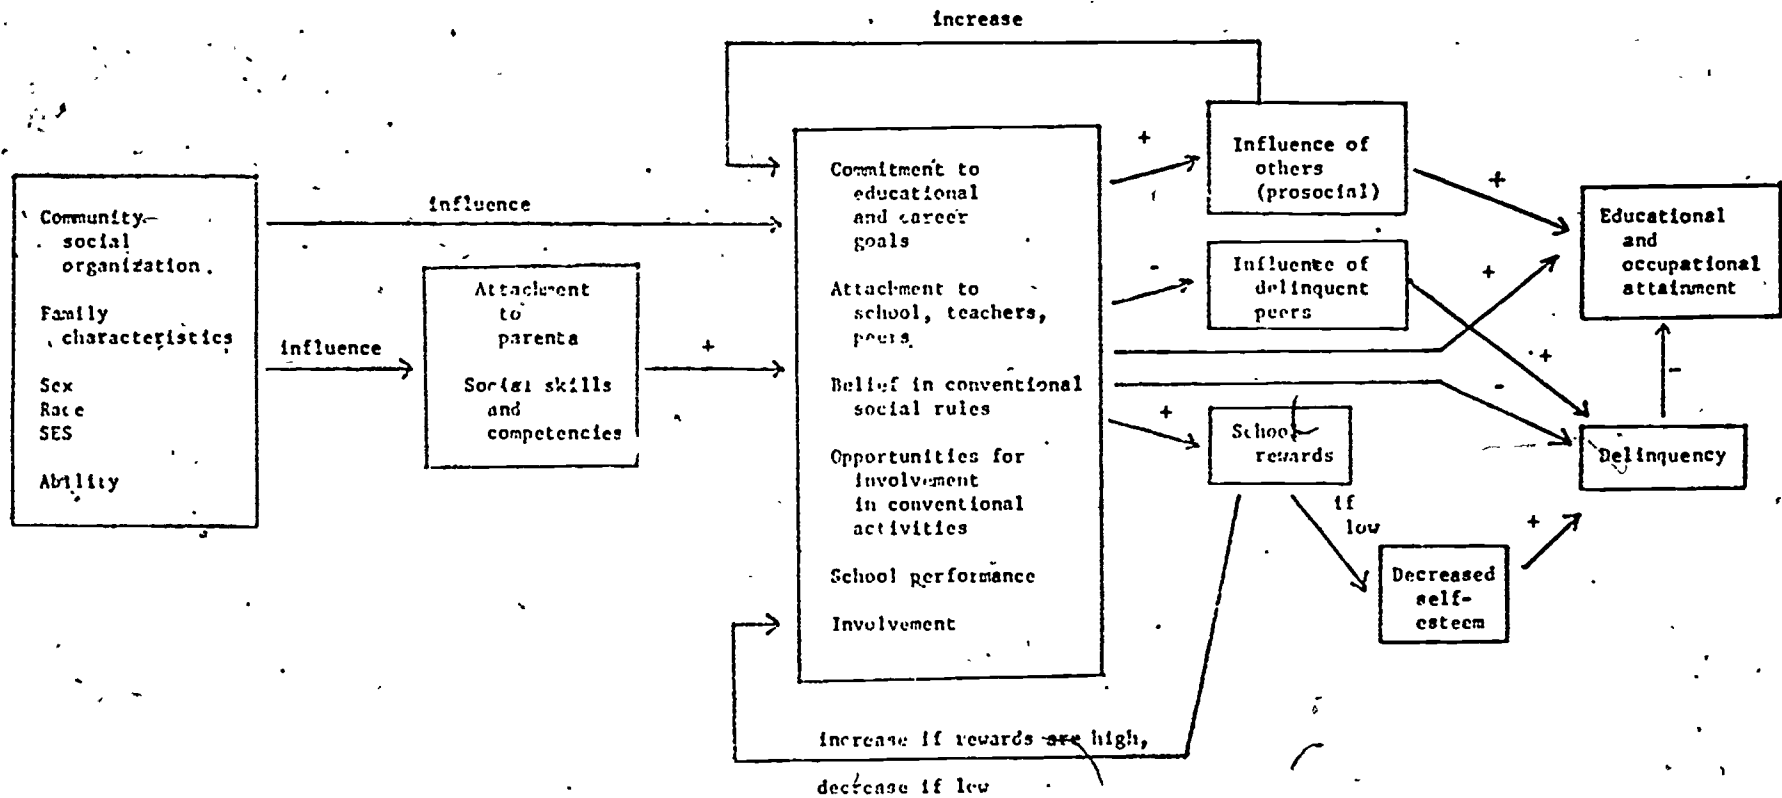 increase
Community
social
organization.
Family
characteristics
Sex
Race
SES
Ability
influence
influence
Attachment
to
parenta
Social skills
and
competencies
+
Commitment to
educational
and career
goals
Attachment to
school, teachers,
peers
Belief in conventional
social rules
Opportunities for
involvement
in conventional
activities
School performance
Involvement
+
Influence of
others
(prosocial)
-
Influence of
delinquent
peers
+
School
rewards
+
+
+
-
Educational
and
occupational
attainment
-
Delinquency
if
low
Decreased
self-
esteem
+
increase if rewards are high,
decrease if low